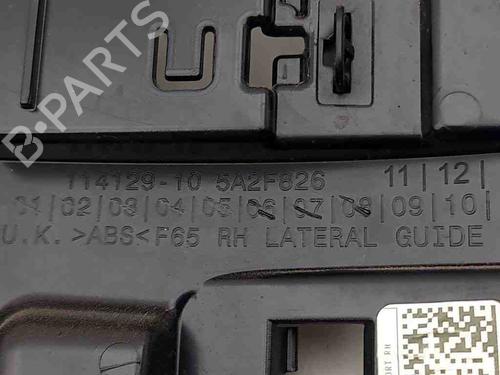 B-PARTS
114129-10 5A2F826 11|12|
01|02|03|04|05|06|07|08|09|10|
U.K. >ABS< F65 RH LATERAL GUIDE